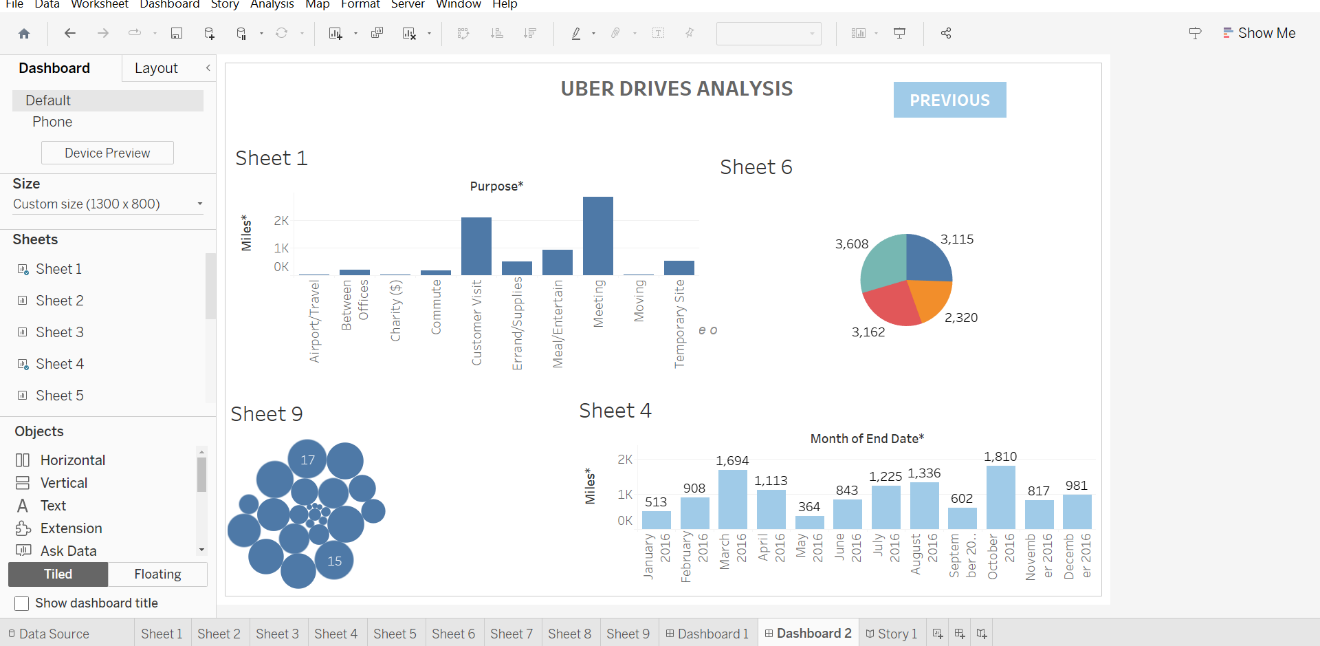 File Data Worksheet Dashboard Story Analysis Map Format Server Window Help
Show Me
Dashboard Layout
Default
Phone
Device Preview
Size
Custom size (1300 x 800)
Sheets
Sheet 1
Sheet 2
Sheet 3
Sheet 4
Sheet 5
Objects
Horizontal
Vertical
Text
Extension
Ask Data
Tiled Floating
Show dashboard title
UBER DRIVES ANALYSIS
PREVIOUS
Sheet 1
Purpose*
Miles*
2K
1K
0K
Airport/Travel
Between
Offices
Charity ($)
Commute
Customer Visit
Errand/Supplies
Meal/Entertain
Meeting
Moving
Temporary Site
e o
Sheet 6
3,608
3,115
2,320
3,162
Sheet 9
17
15
Sheet 4
Month of End Date*
Miles*
2K
1K
0K
513
908
1,694
1,113
364
843
1,225
1,336
602
1,810
817
981
January
2016
February
2016
March
2016
April
2016
May
2016
June
2016
July
2016
August
2016
Septem
ber 20..
October
2016
Novemb
er 2016
Decemb
er 2016
Data Source Sheet 1 Sheet 2 Sheet 3 Sheet 4 Sheet 5 Sheet 6 Sheet 7 Sheet 8 Sheet 9 Dashboard 1 Dashboard 2 Story 1